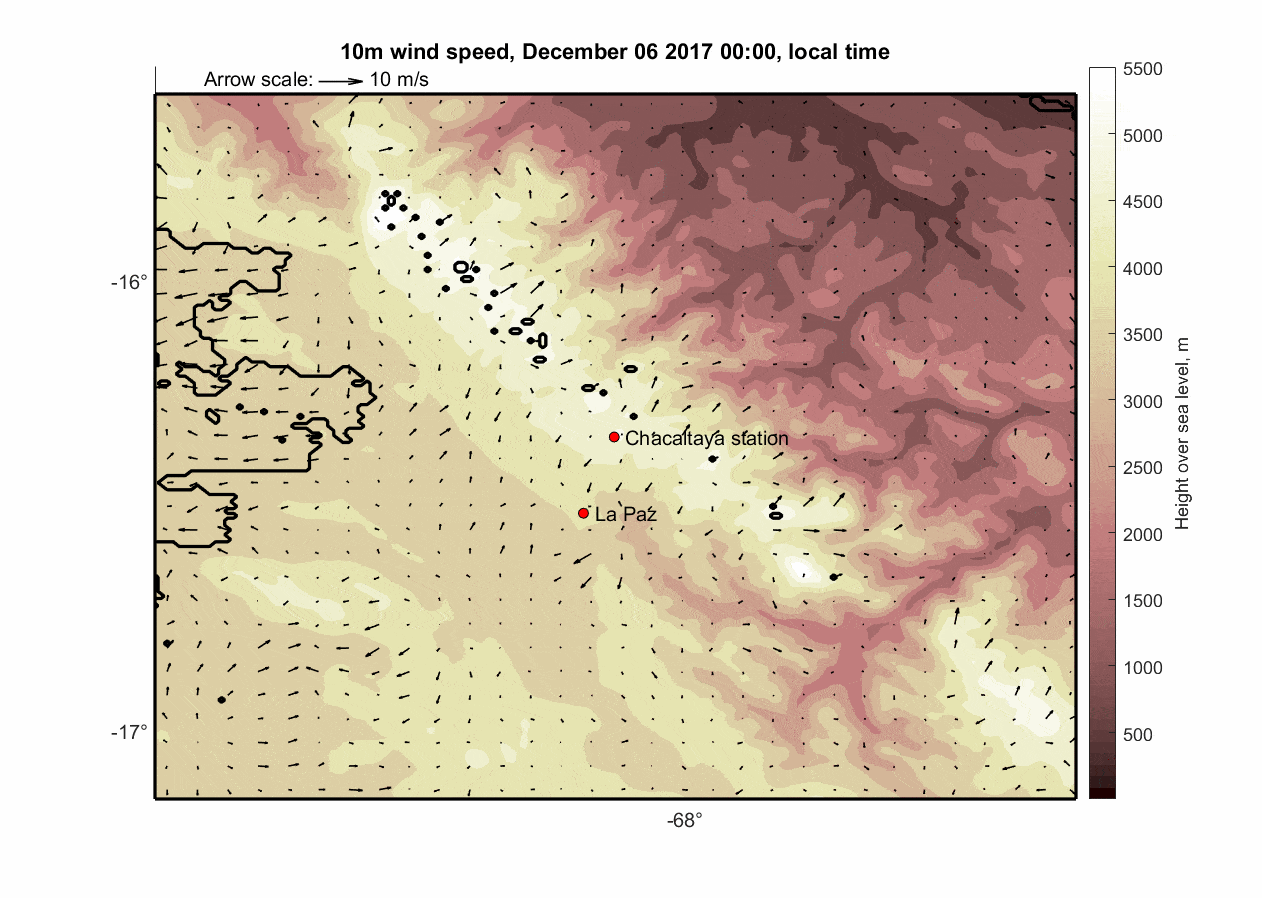 10m wind speed, December 06 2017 00:00, local time
Arrow scale: 10 m/s
5500
5000
4500
4000
3500
3000
2500
2000
1500
1000
500
Height over sea level, m
-16°
-17°
-68°
Chacaltaya station
La Paz